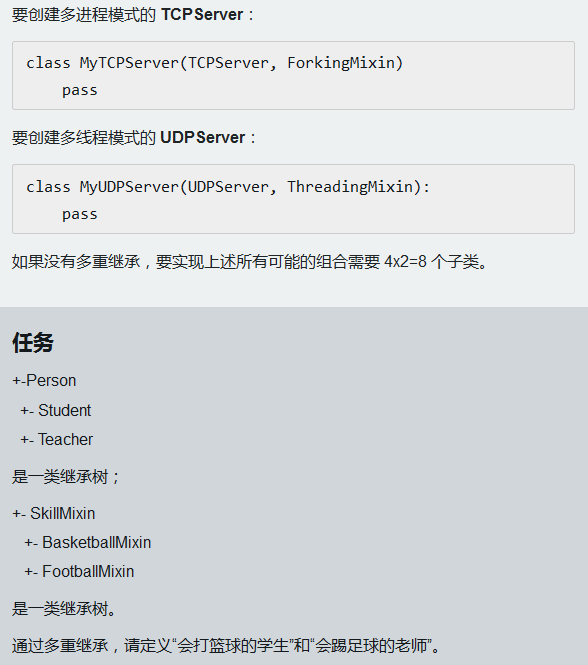 要创建多进程模式的 TCPServer：
class MyTCPServer(TCPServer, ForkingMixin)
pass
要创建多线程模式的 UDPServer：
class MyUDPServer(UDPServer, ThreadingMixin):
pass
如果没有多重继承，要实现上述所有可能的组合需要 4x2=8 个子类。
任务
+-Person
+- Student
+- Teacher
是一类继承树；
+- SkillMixin
+- BasketballMixin
+- FootballMixin
是一类继承树。
通过多重继承，请定义“会打篮球的学生”和“会踢足球的老师”。